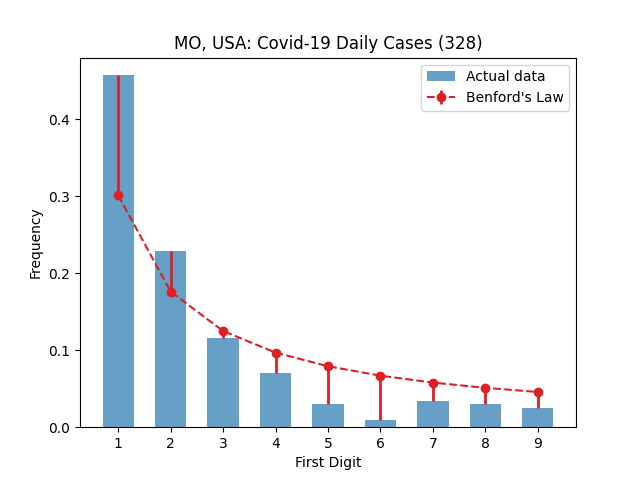 MO, USA: Covid-19 Daily Cases (328)
Actual data
Benford's Law
Frequency
0.4
0.3
0.2
0.1
0.0
1 2 3 4 5 6 7 8 9
First Digit